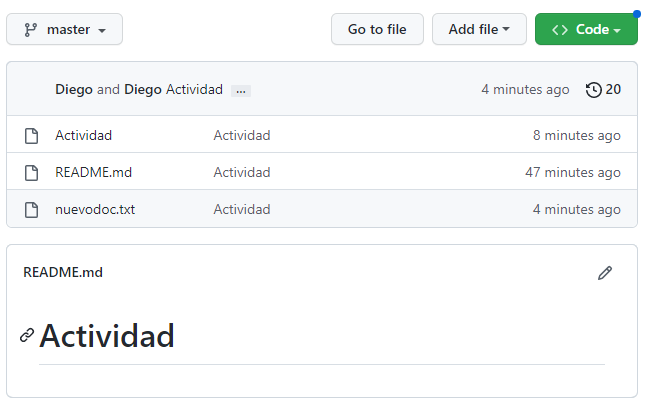 master Go to file Add file Code
Diego and Diego Actividad ... 4 minutes ago 20
Actividad Actividad 8 minutes ago
README.md Actividad 47 minutes ago
nuevodoc.txt Actividad 4 minutes ago
README.md
Actividad